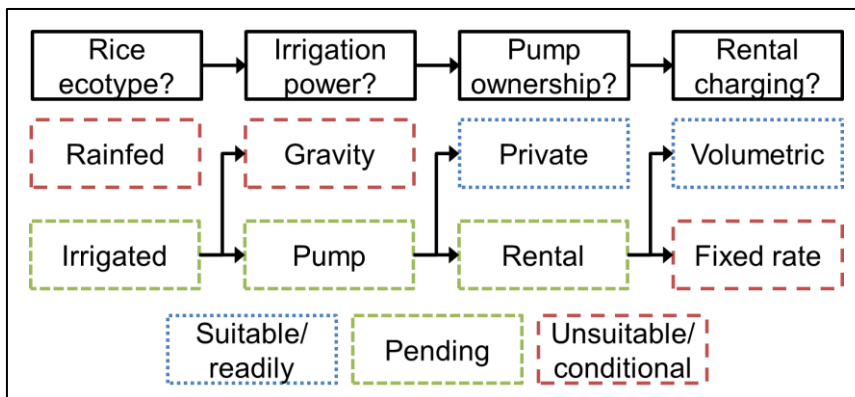 Rice
ecotype?
Irrigation
power?
Pump
ownership?
Rental
charging?
Rainfed
Gravity
Private
Volumetric
Irrigated
Pump
Rental
Fixed rate
Suitable/
readily
Pending
Unsuitable/
conditional